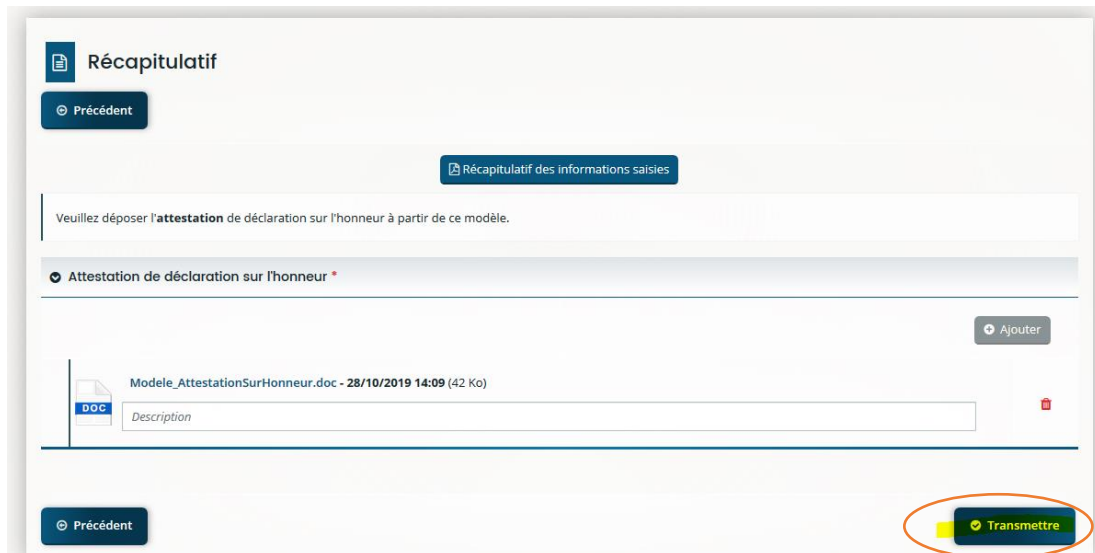 Récapitulatif
Précédent
Récapitulatif des informations saisies
Veuillez déposer l'attestation de déclaration sur l'honneur à partir de ce modèle.
Attestation de déclaration sur l'honneur *
Ajouter
Modele_AttestationSurHonneur.doc - 28/10/2019 14:09 (42 Ko)
DOC
Description
Précédent
Transmettre